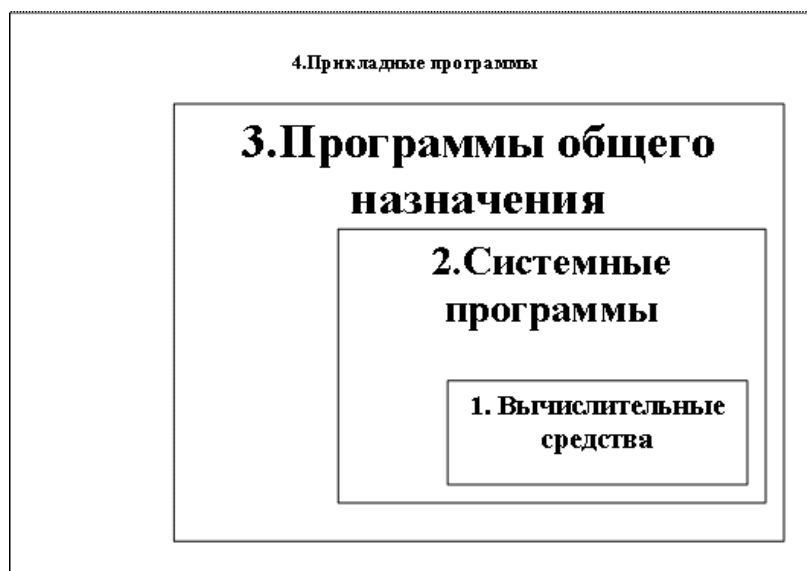 4.Прикладные программы
3.Программы общего
назначения
2.Системные
программы
1. Вычислительные
средства